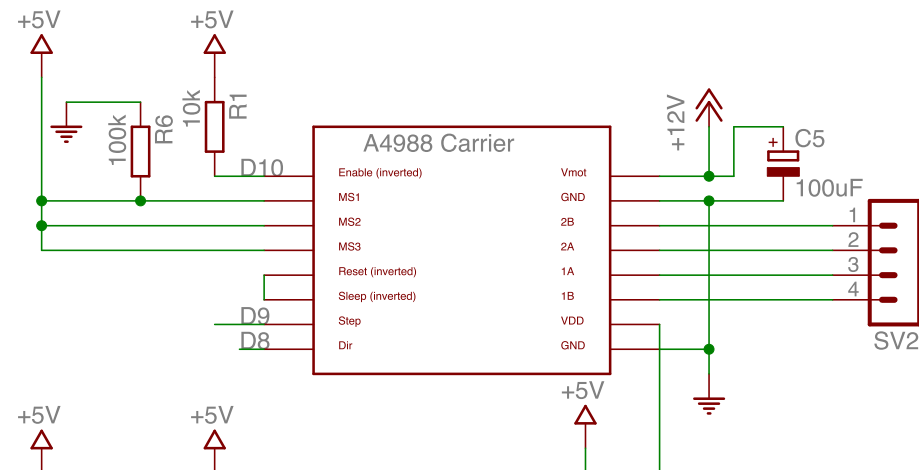 +5V
+5V
100k
R6
10k
R1
D10
D9
D8
A4988 Carrier
Enable (inverted)
MS1
MS2
MS3
Reset (inverted)
Sleep (inverted)
Step
Dir
Vmot
GND
2B
2A
1A
1B
VDD
GND
+12V
+
C5
100uF
1
2
3
4
SV2
+5V
+5V
+5V